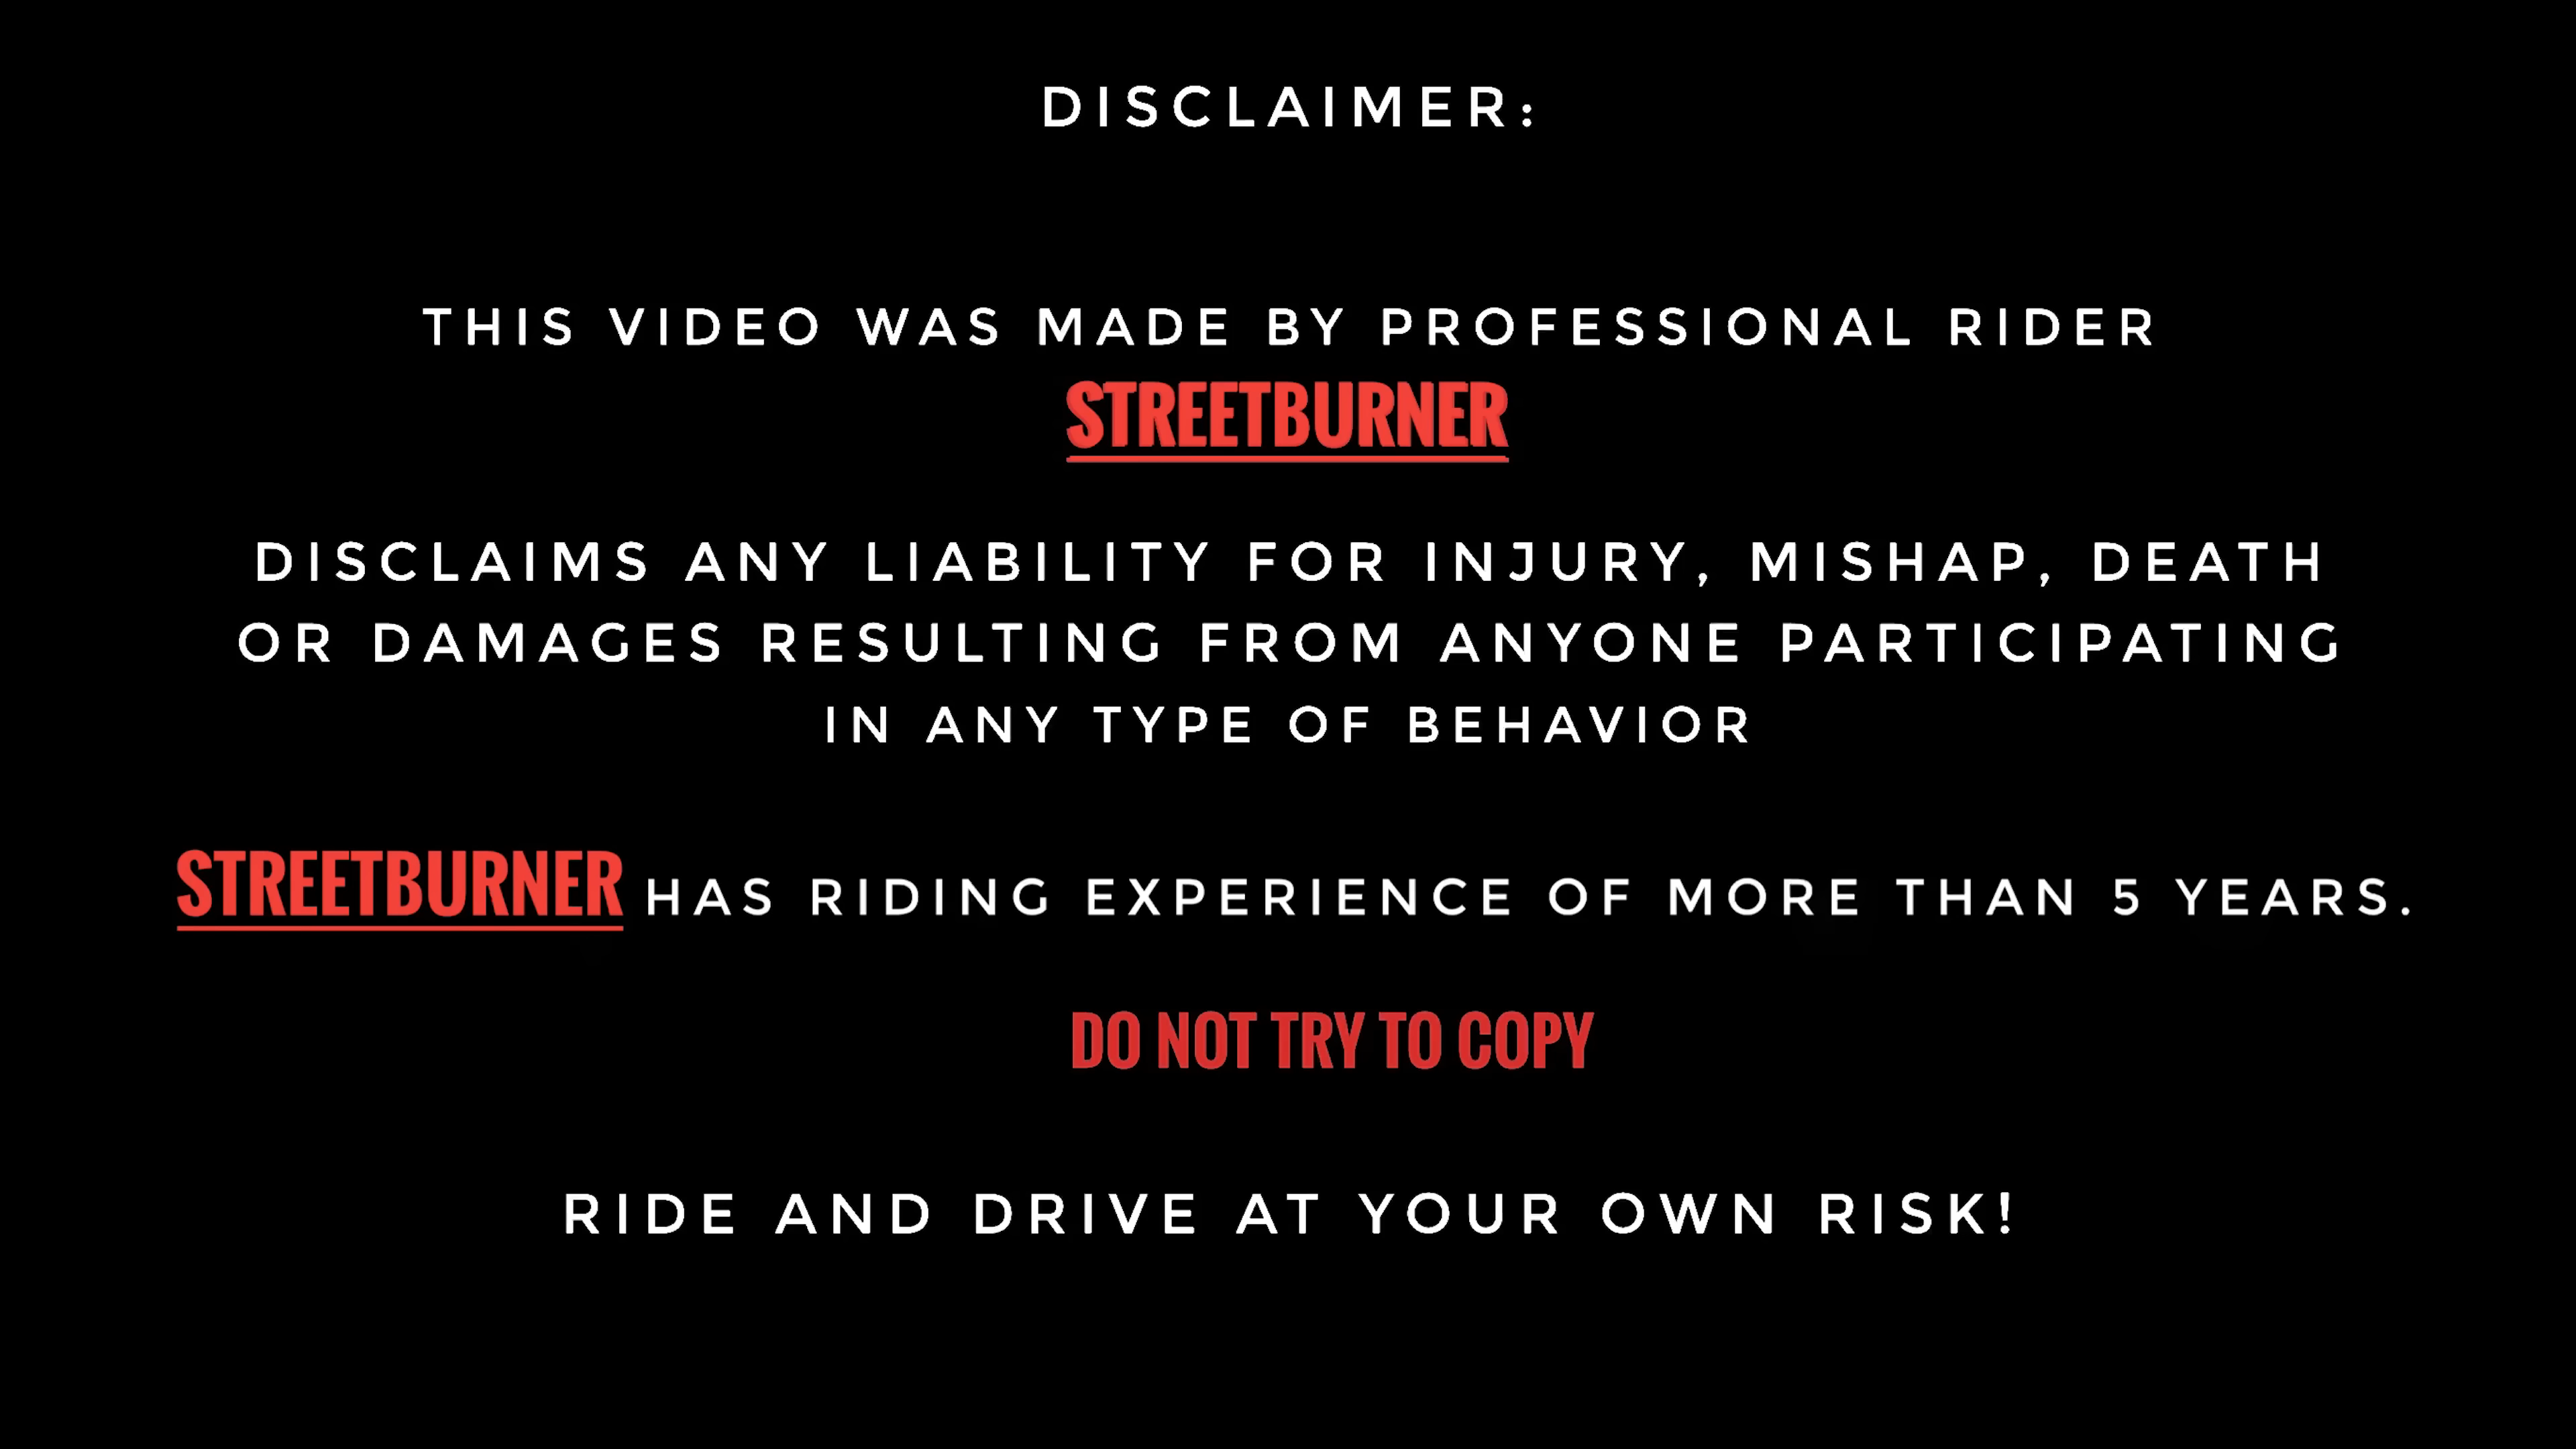 DISCLAIMER:
THIS VIDEO WAS MADE BY PROFESSIONAL RIDER
STREETBURNER
DISCLAIMS ANY LIABILITY FOR INJURY, MISHAP, DEATH
OR DAMAGES RESULTING FROM ANYONE PARTICIPATING
IN ANY TYPE OF BEHAVIOR
STREETBURNER HAS RIDING EXPERIENCE OF MORE THAN 5 YEARS.
DO NOT TRY TO COPY
RIDE AND DRIVE AT YOUR OWN RISK!